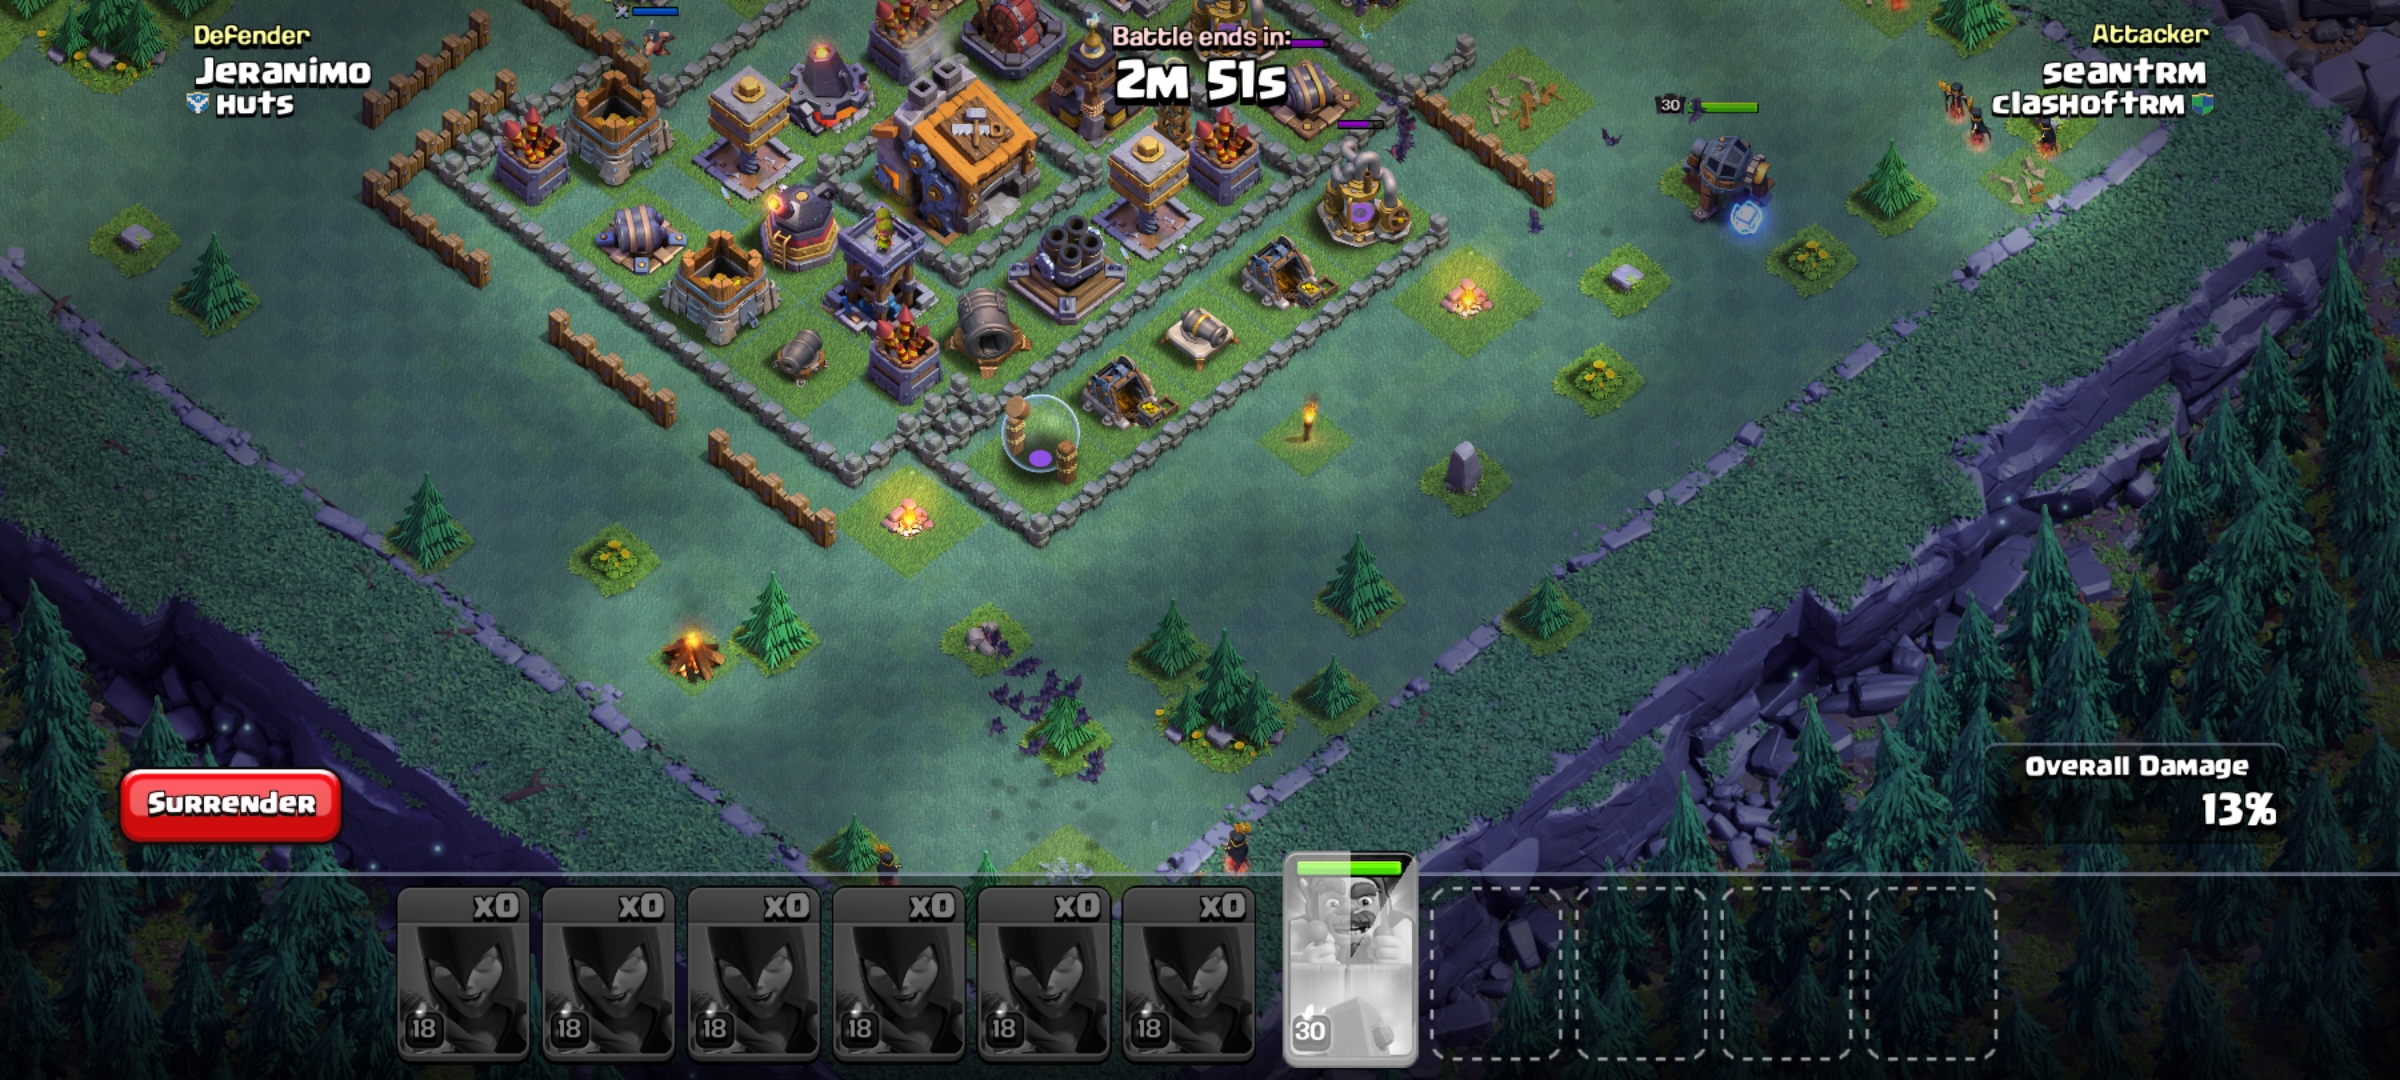 Defender
Jeranimo
Huts
Battle ends in:
2M 51s
Attacker
seantrm
clashoftrm
30
Surrender
Overall Damage
13%
x0
x0
x0
x0
x0
x0
18
18
18
18
18
18
30